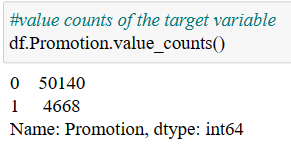 #value counts of the target variable
df.Promotion.value_counts()
0 50140
1 4668
Name: Promotion, dtype: int64